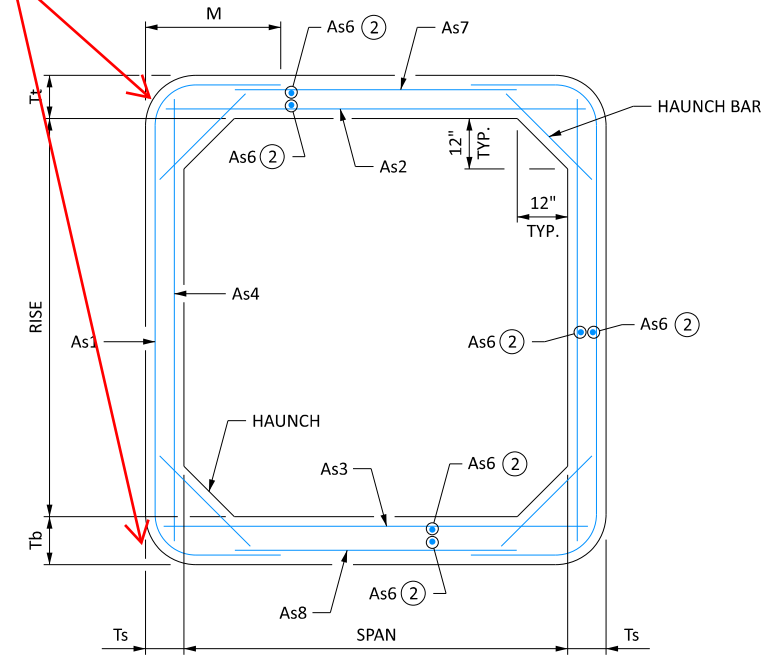 M
As6 2
As7
Tt
HAUNCH BAR
As6 2
As2
12"
TYP.
12"
TYP.
RISE
As4
As1
As6 2
As6 2
HAUNCH
As3
As6 2
Tb
As6 2
As8
Ts
SPAN
Ts